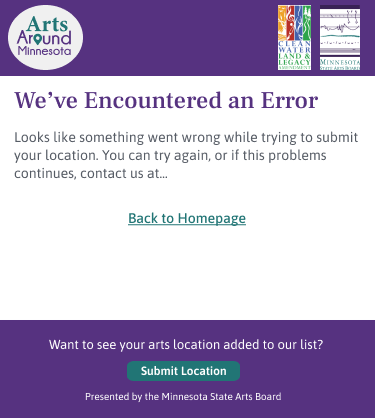 Arts
Around
Minnesota
CLEAN
WATER
LAND &
LEGACY
AMENDMENT
MINNESOTA
STATE ARTS BOARD
We’ve Encountered an Error
Looks like something went wrong while trying to submit
your location. You can try again, or if this problems
continues, contact us at...
Back to Homepage
Want to see your arts location added to our list?
Submit Location
Presented by the Minnesota State Arts Board